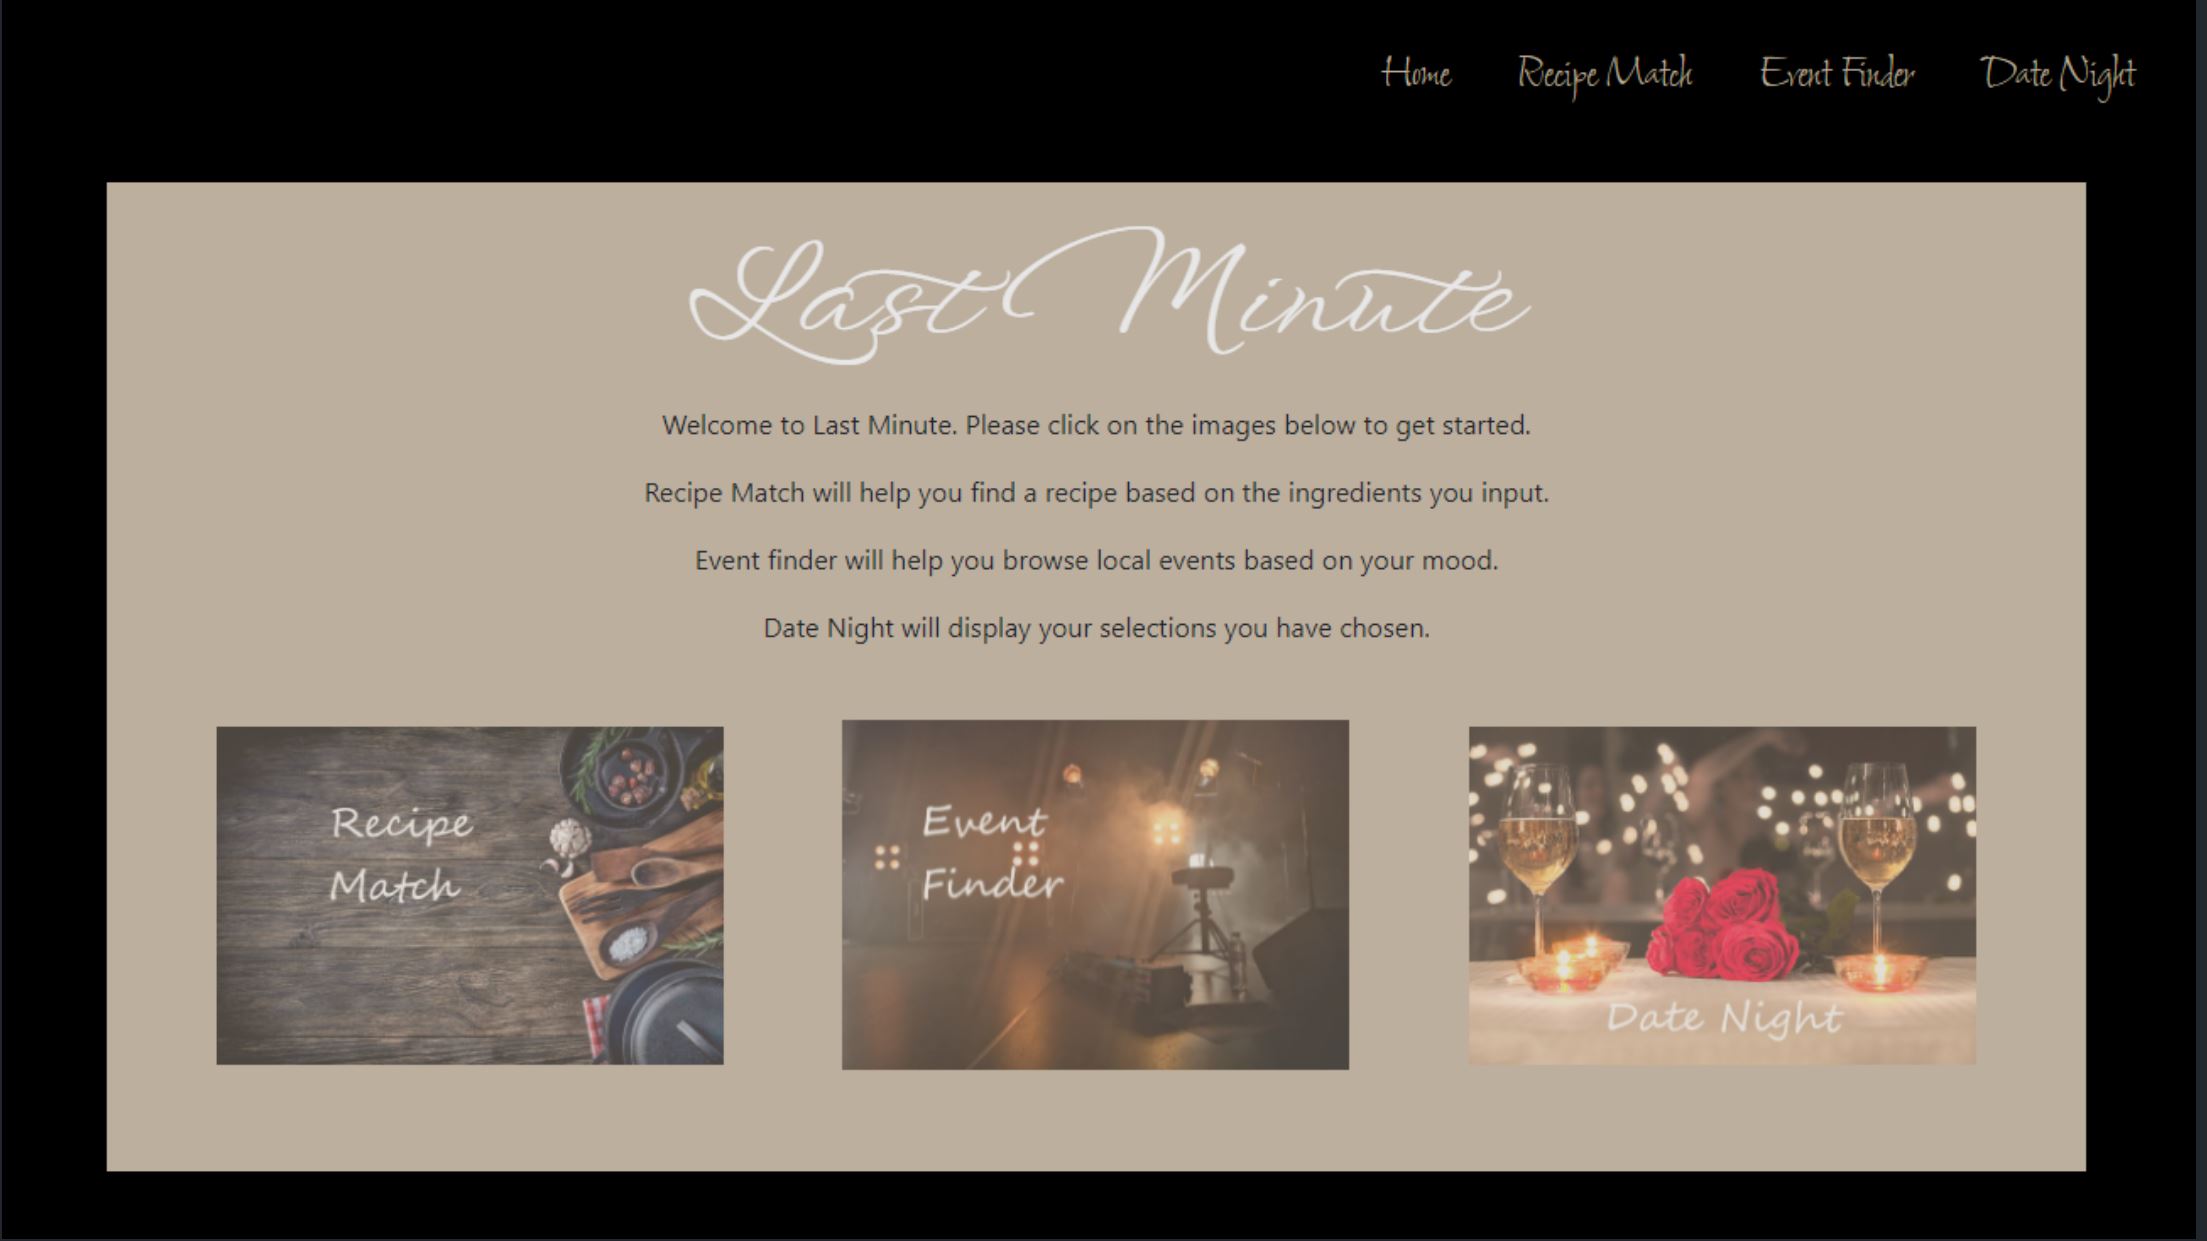 Home Recipe Match Event Finder Date Night
Last Minute
Welcome to Last Minute. Please click on the images below to get started.
Recipe Match will help you find a recipe based on the ingredients you input.
Event finder will help you browse local events based on your mood.
Date Night will display your selections you have chosen.
Recipe
Match
Event
Finder
Date Night